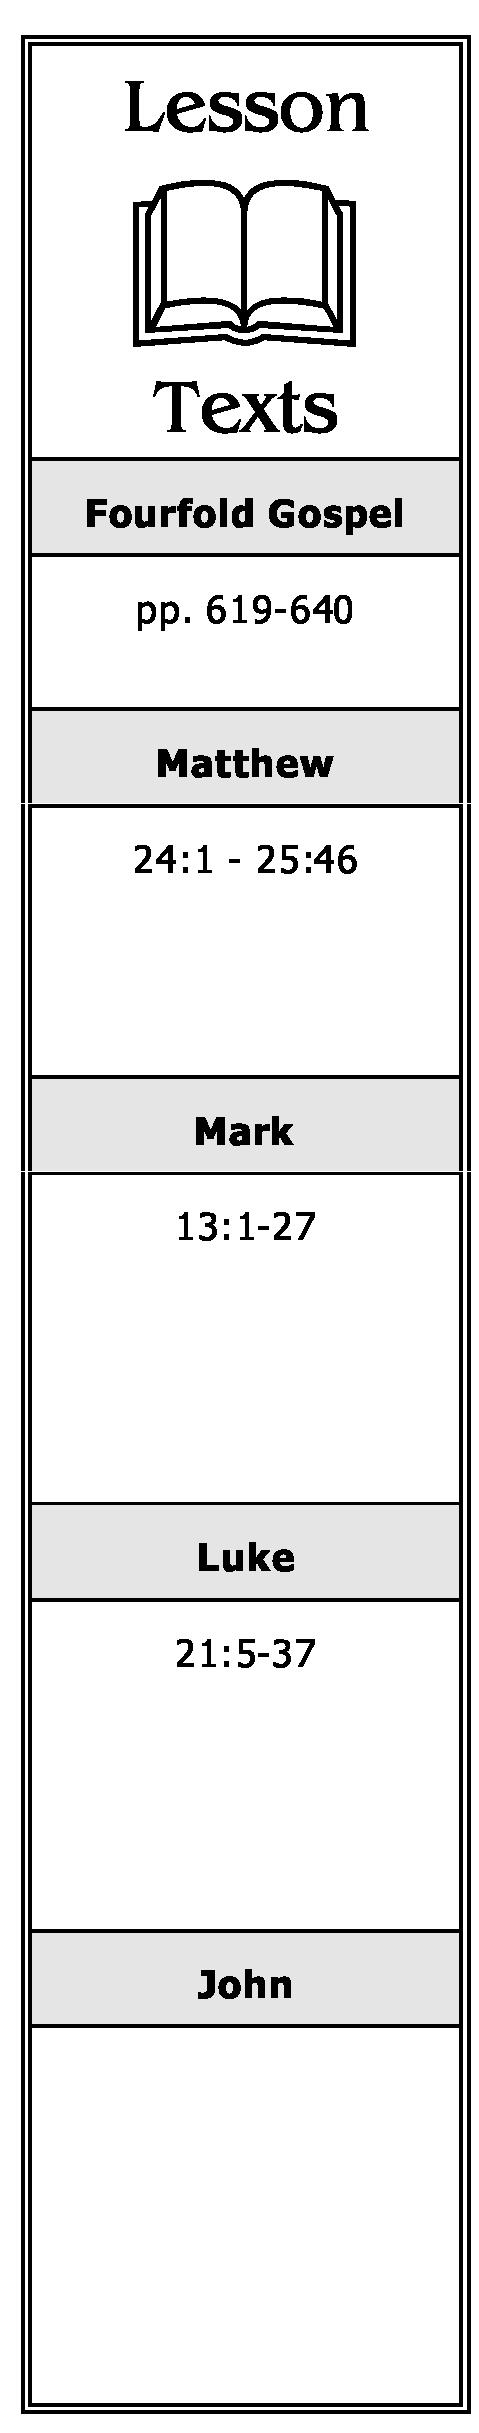 Lesson
Texts
Fourfold Gospel
pp. 619-640
Matthew
24:1 - 25:46
Mark
13:1-27
Luke
21:5-37
John